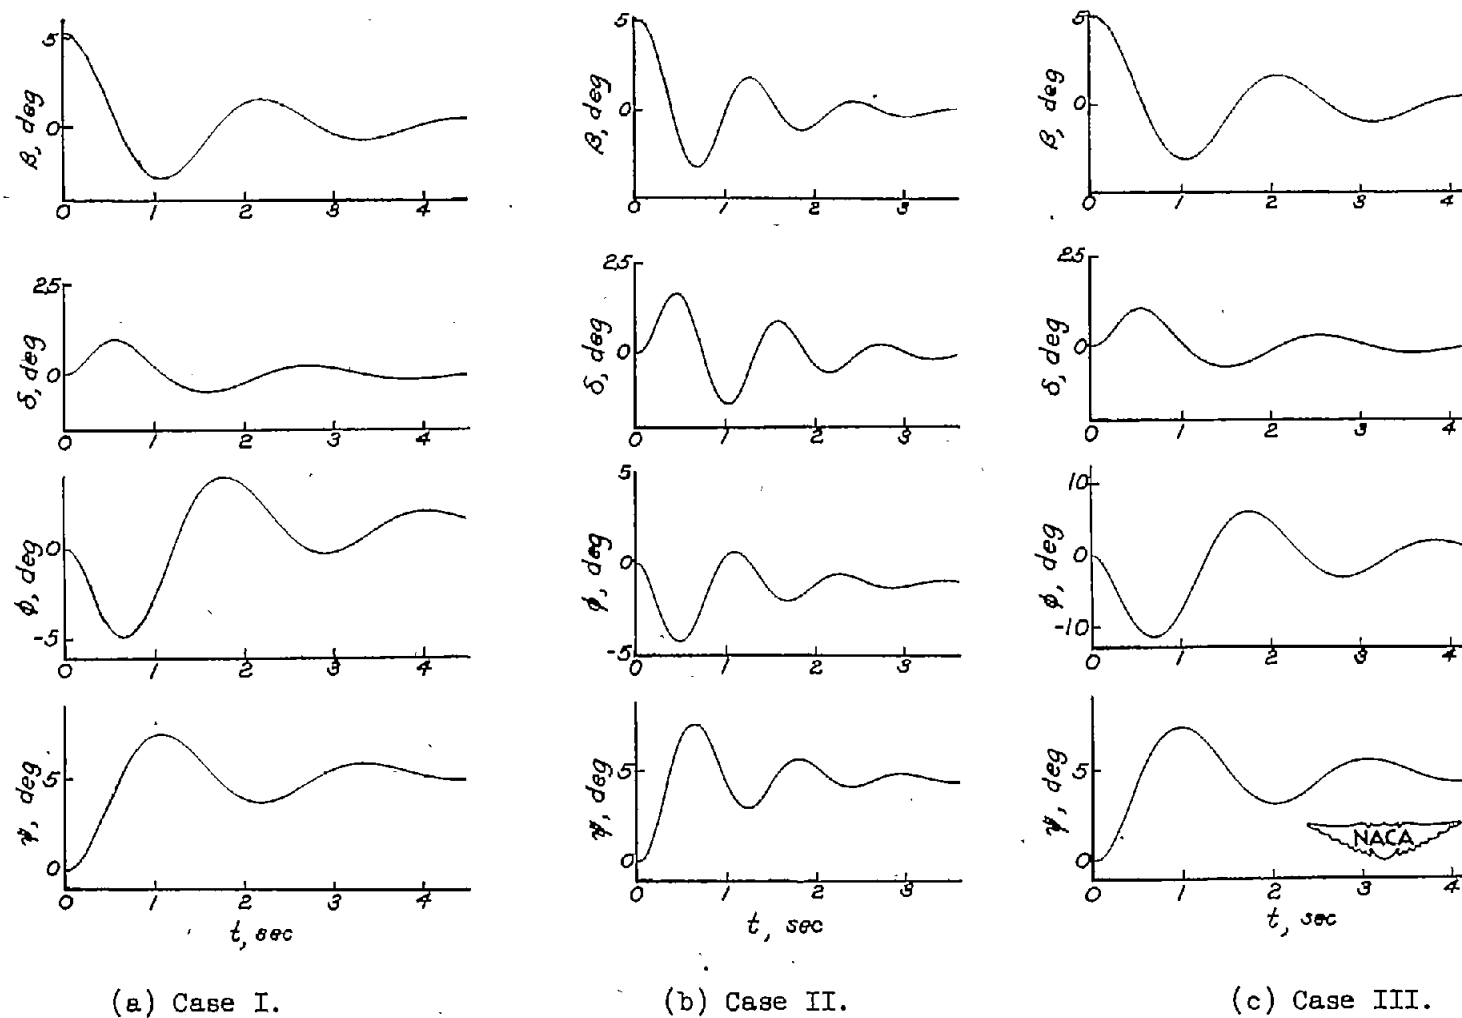 5
0
β, deg
0 1 2 3 4
25
0
δ, deg
0 1 2 3 4
0
-5
φ, deg
0 1 2 3 4
5
0
ψ, deg
0 1 2 3 4
t, sec
(a) Case I.
5
0
β, deg
0 1 2 3
25
0
δ, deg
0 1 2 3
5
0
-5
φ, deg
0 1 2 3
5
0
ψ, deg
0 1 2 3
t, sec
(b) Case II.
5
0
β, deg
0 1 2 3 4
25
0
δ, deg
0 1 2 3 4
10
0
-10
φ, deg
0 1 2 3 4
5
0
ψ, deg
NACA
0 1 2 3 4
t, sec
(c) Case III.